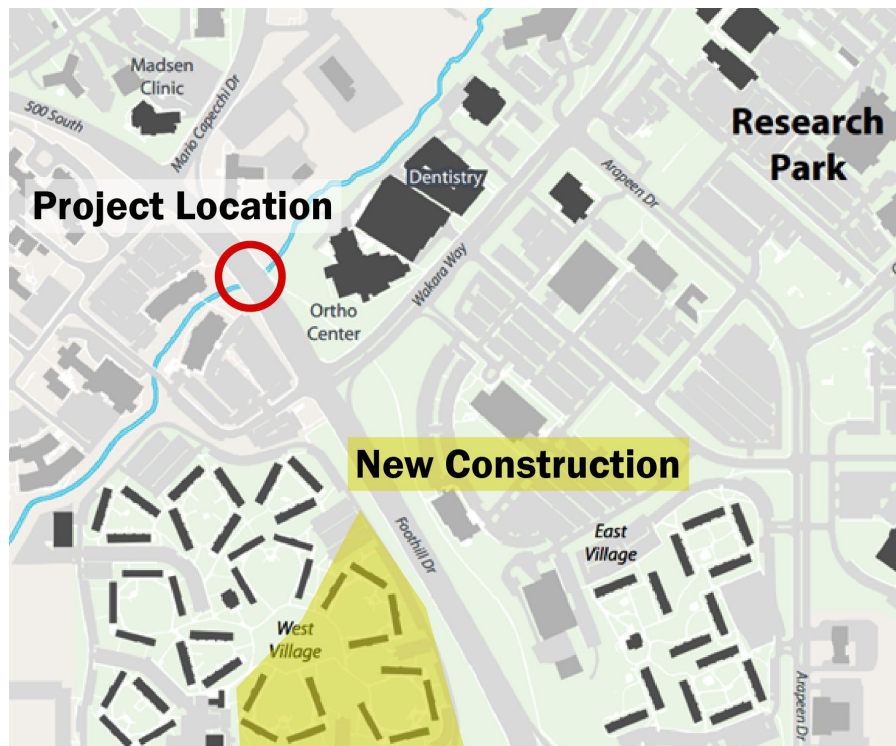 Madsen
Clinic
500 South
Mario Capecchi Dr
Research
Park
Dentistry
Arapeen Dr
Project Location
Wakara Way
Ortho
Center
New Construction
Foothill Dr
East
Village
West
Village
Arapeen Dr